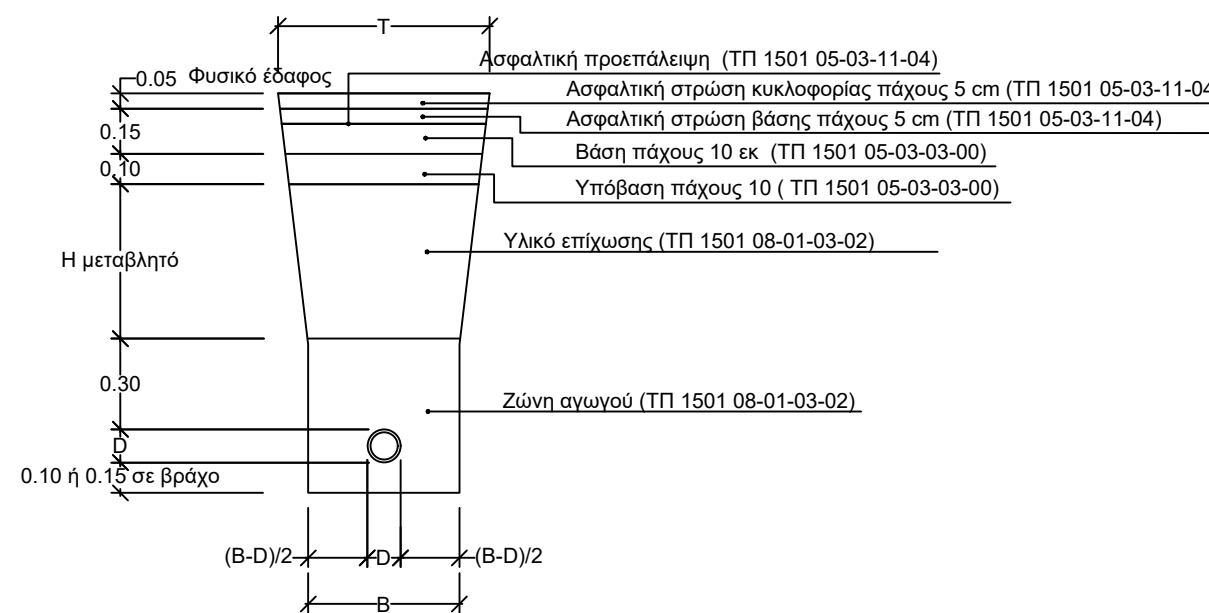 T
Ασφαλτική προεπάλειψη (ΤΠ 1501 05-03-11-04)
0.05 Φυσικό έδαφος
Ασφαλτική στρώση κυκλοφορίας πάχους 5 cm (ΤΠ 1501 05-03-11-04
0.15
Ασφαλτική στρώση βάσης πάχους 5 cm (ΤΠ 1501 05-03-11-04)
Βάση πάχους 10 εκ (ΤΠ 1501 05-03-03-00)
0,10
Υπόβαση πάχους 10 ( ΤΠ 1501 05-03-03-00)
Υλικό επίχωσης (ΤΠ 1501 08-01-03-02)
Η μεταβλητό
0.30
Ζώνη αγωγού (ΤΠ 1501 08-01-03-02)
D
0.10 ή 0.15 σε βράχο
(B-D)/2 D (B-D)/2
B